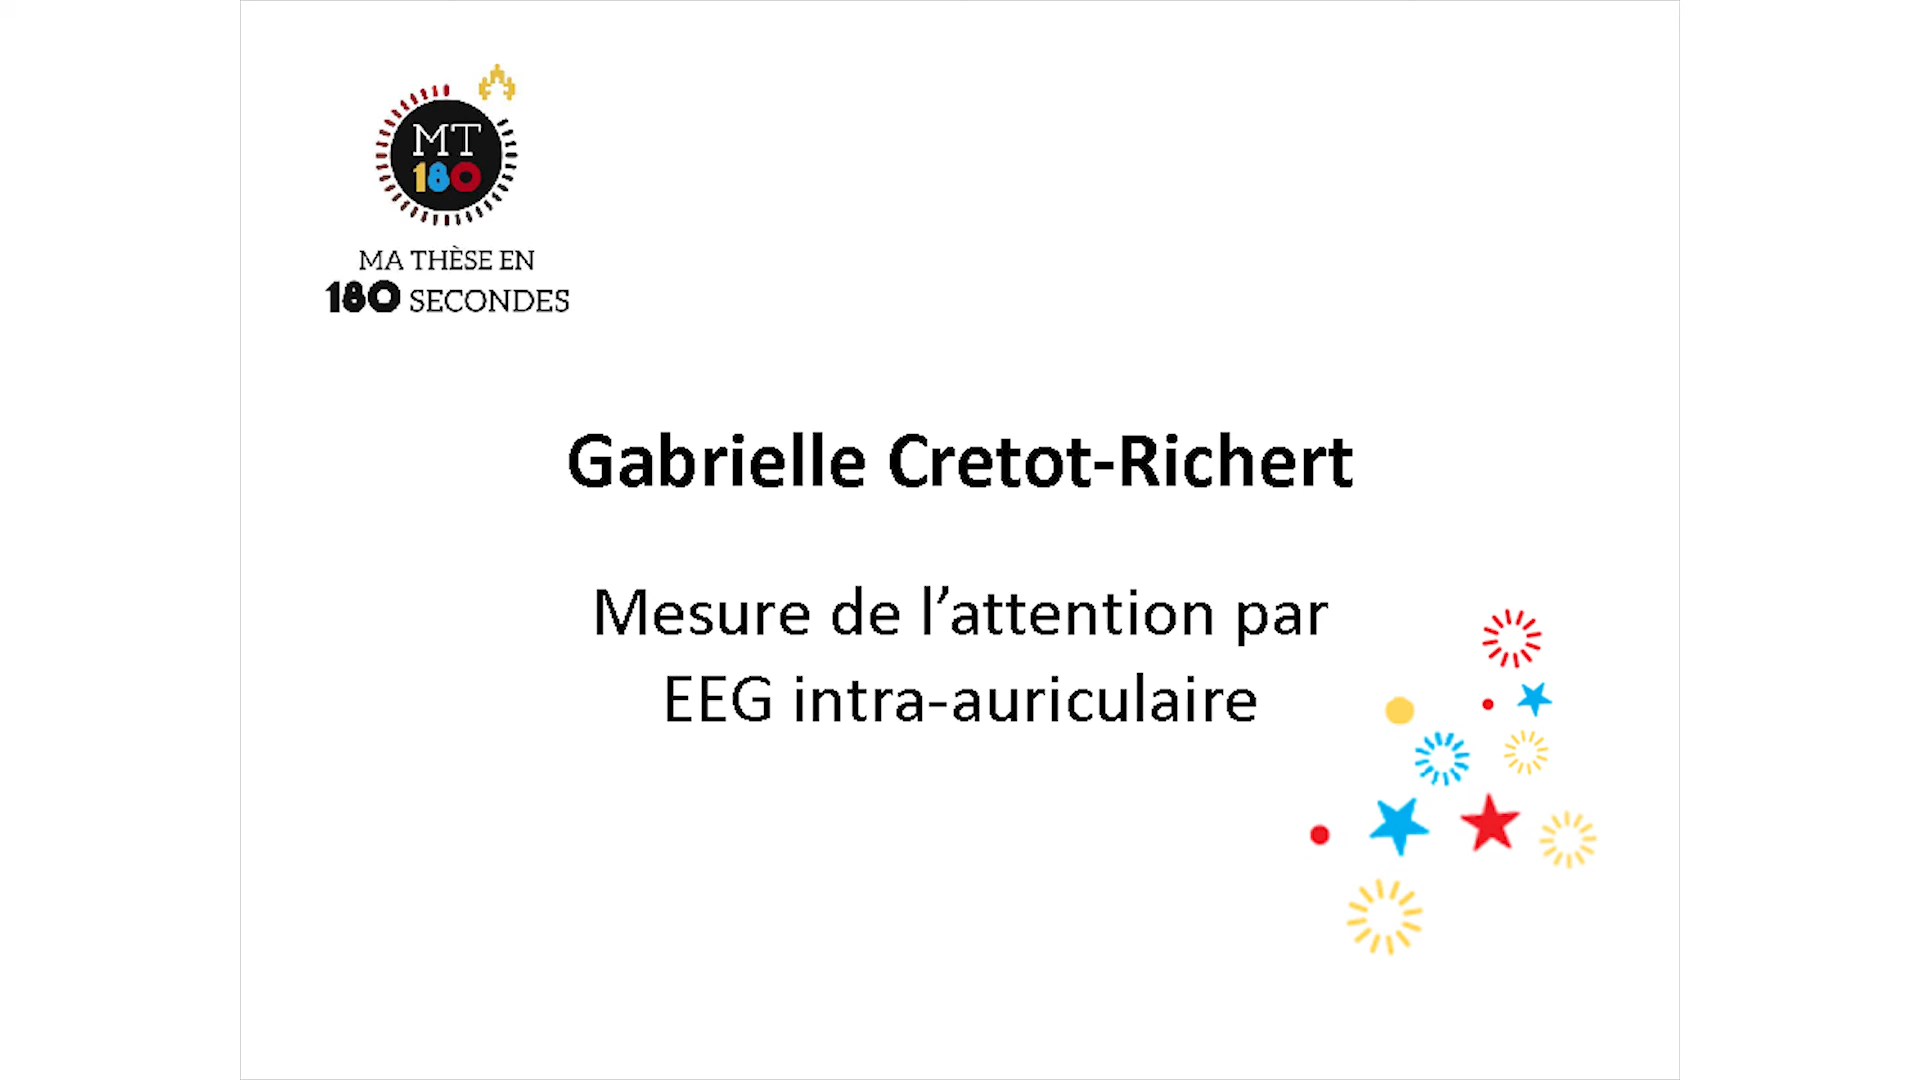 MT
180
MA THÈSE EN
180 SECONDES
Gabrielle Cretot-Richert
Mesure de l’attention par
EEG intra-auriculaire